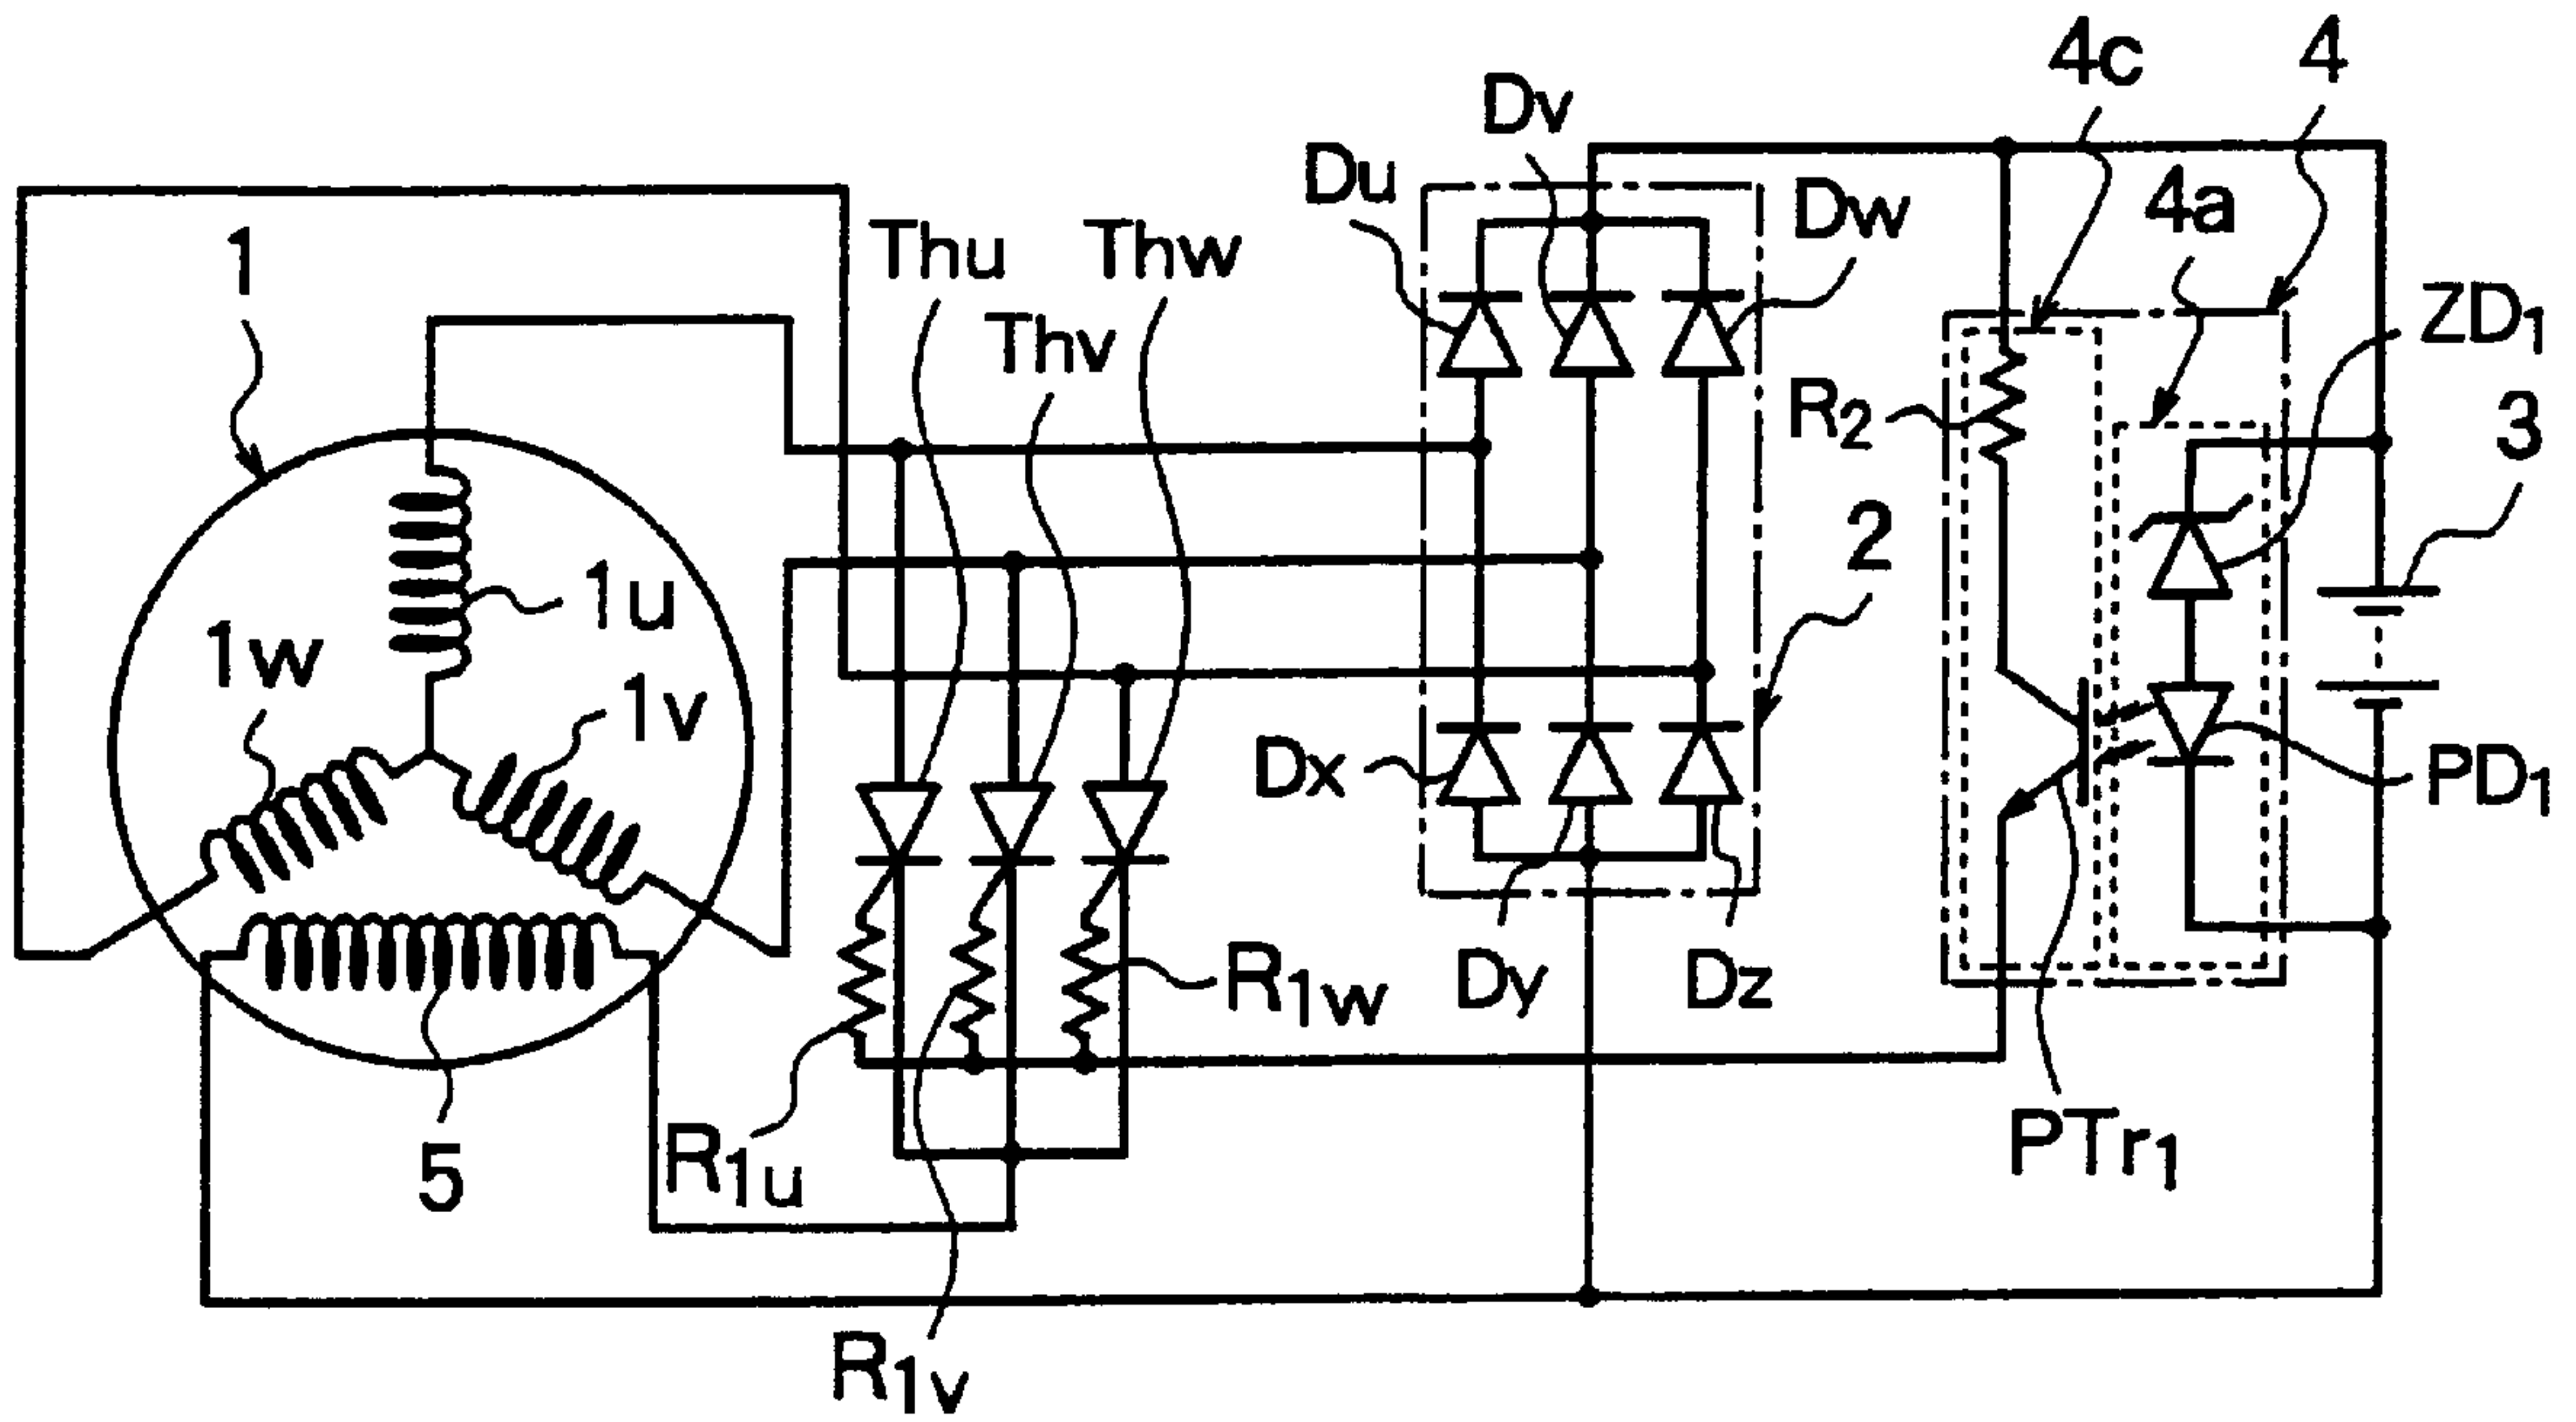 4c
4
Dv
Du
Dw
4a
1
Thu
Thw
Thv
ZD1
R2
3
2
1u
1w
1v
Dx
PD1
R1w
Dy
Dz
R1u
5
PTr1
R1v